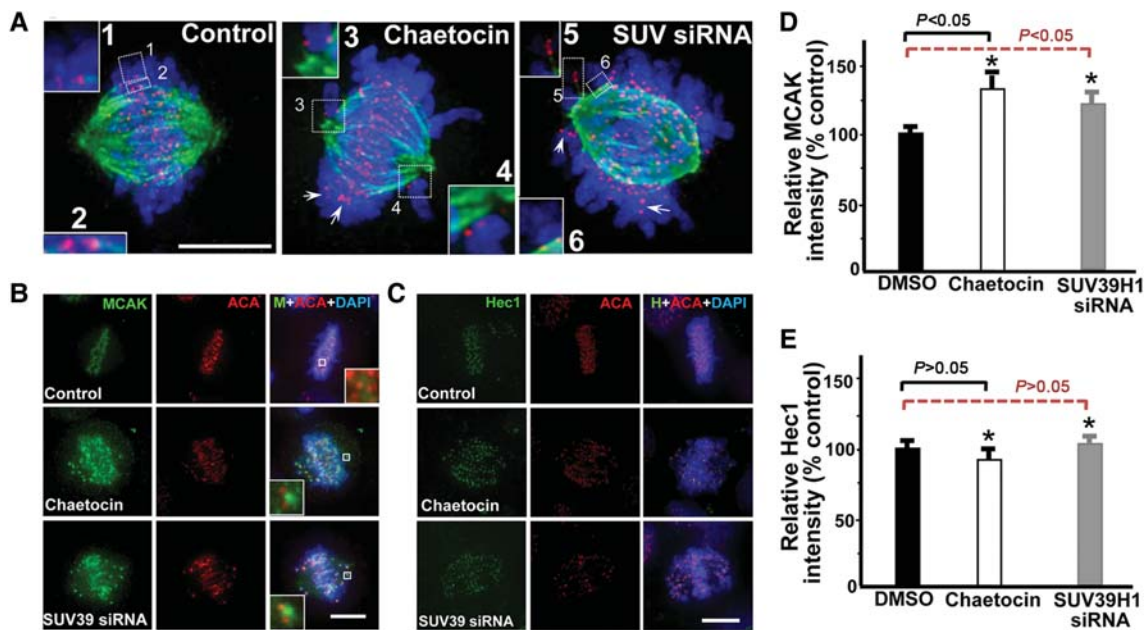 A
1
Control
1
2
2
3
Chaetocin
3
4
4
5
SUV siRNA
6
5
6
B
MCAK
ACA
M+ACA+DAPI
Control
Chaetocin
SUV39 siRNA
C
Hec1
ACA
H+ACA+DAPI
Control
Chaetocin
SUV39 siRNA
D
P<0.05
P<0.05
Relative MCAK
intensity (% control)
150
100
50
0
*
*
DMSO
Chaetocin
SUV39H1
siRNA
E
P>0.05
P>0.05
Relative Hec1
intensity (% control)
150
100
50
0
*
*
DMSO
Chaetocin
SUV39H1
siRNA